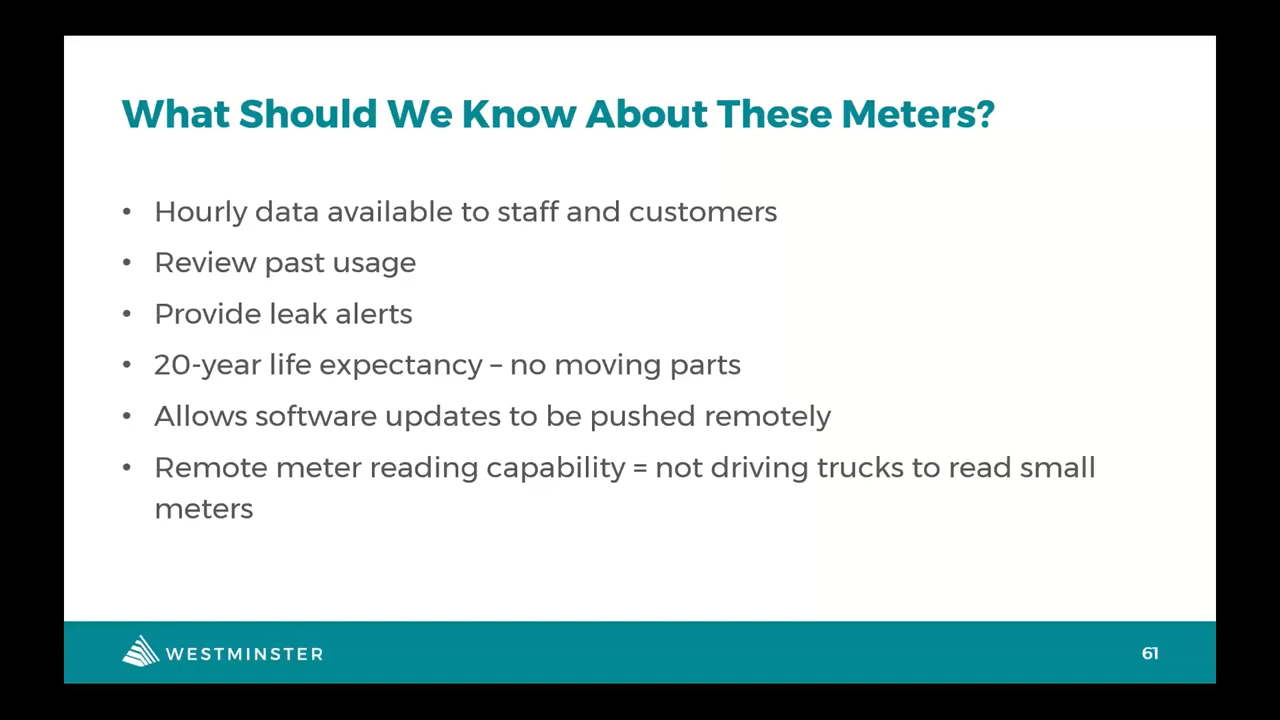 What Should We Know About These Meters?
• Hourly data available to staff and customers
• Review past usage
• Provide leak alerts
• 20-year life expectancy – no moving parts
• Allows software updates to be pushed remotely
• Remote meter reading capability = not driving trucks to read small
meters
WESTMINSTER
61